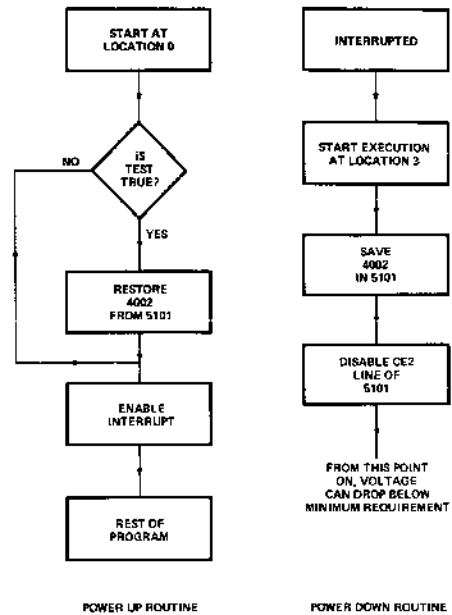 START AT
LOCATION 0
IS
TEST
TRUE?
NO
YES
RESTORE
4002
FROM 5101
ENABLE
INTERRUPT
REST OF
PROGRAM
POWER UP ROUTINE
INTERRUPTED
START EXECUTION
AT LOCATION 3
SAVE
4002
IN 5101
DISABLE CE2
LINE OF
5101
FROM THIS POINT
ON, VOLTAGE
CAN DROP BELOW
MINIMUM REQUIREMENT
POWER DOWN ROUTINE